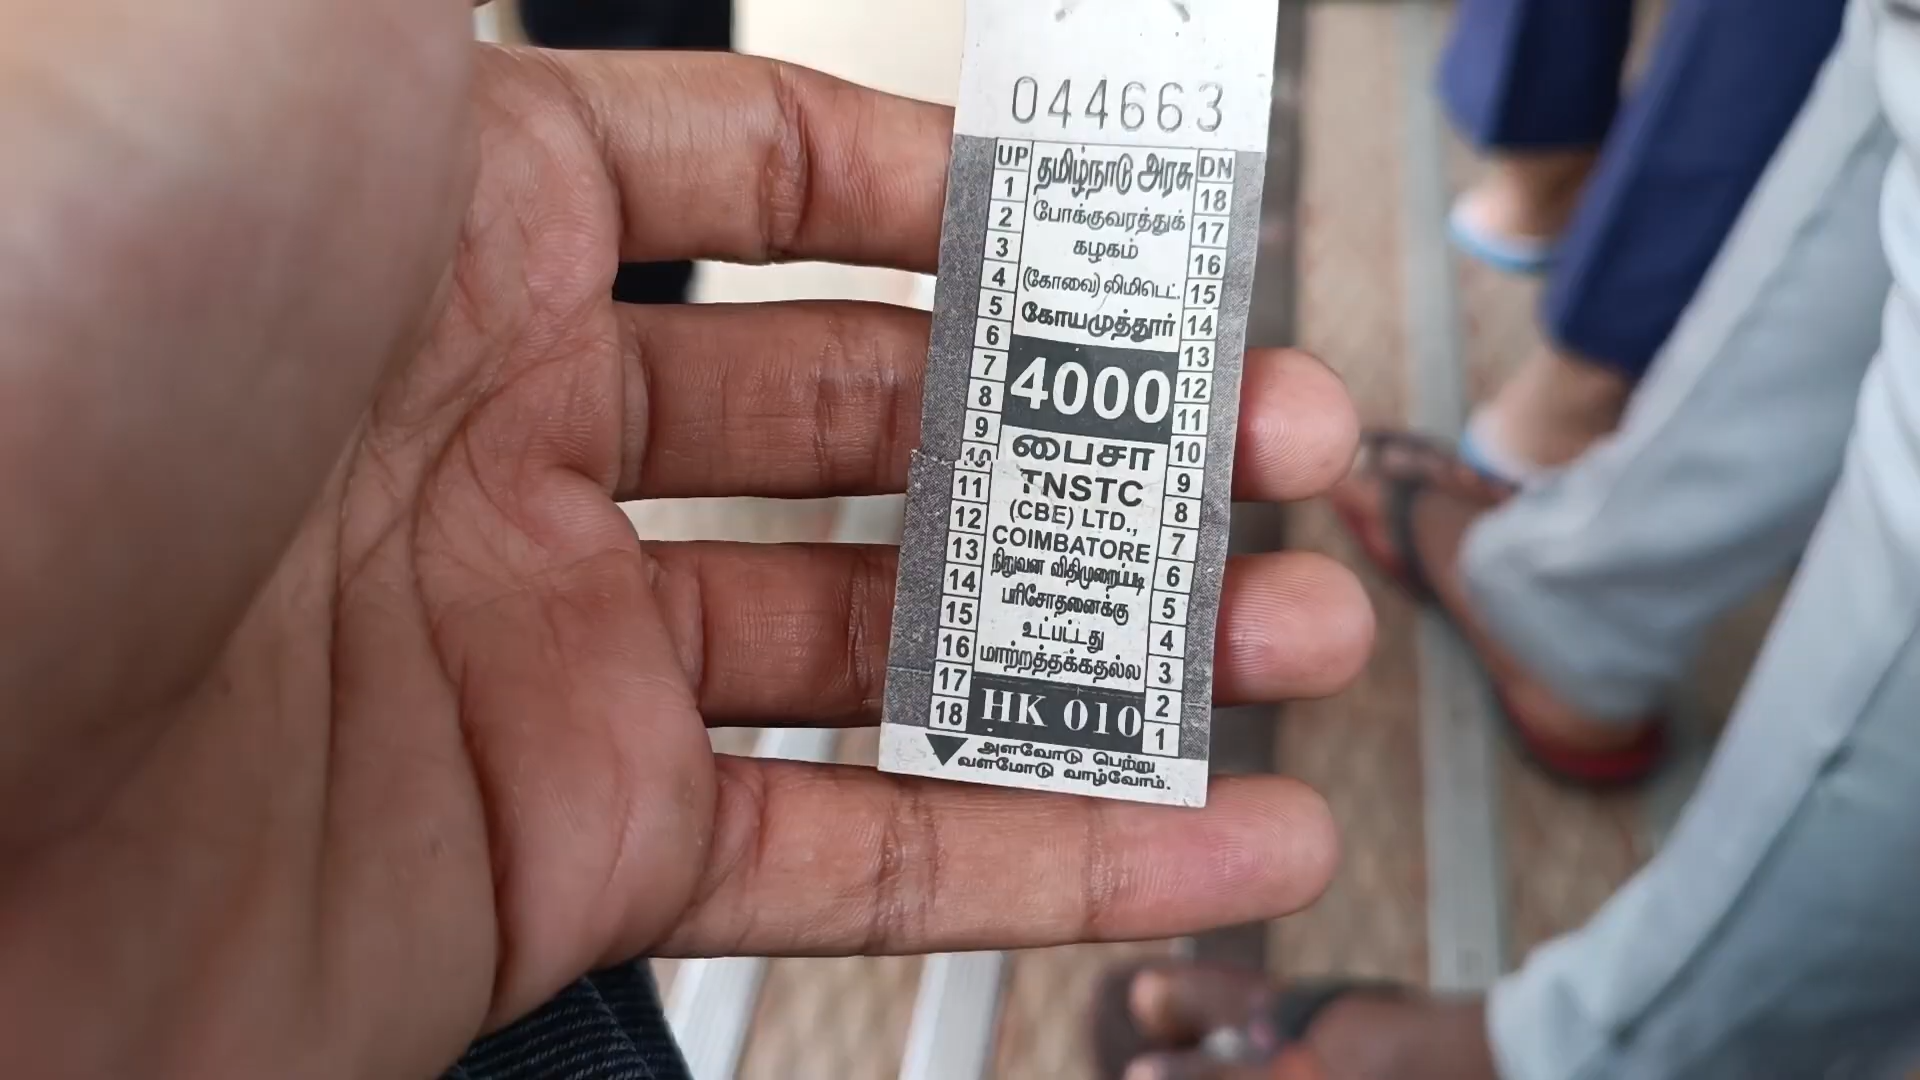 044663
UP தமிழ்நாடு அரசு DN
போக்குவரத்துக்
கழகம்
(கோவை) லிமிடெட்.
கோயமுத்தூர்
4000
பைசா
TNSTC
(CBE) LTD.,
COIMBATORE
நிறுவன விதிமுறைப்படி
பரிசோதனைக்கு
உட்பட்டது
மாற்றத்தக்கதல்ல
HK 010
அளவோடு பெற்று
வளமோடு வாழ்வோம்.
1
2
3
4
5
6
7
8
9
10
11
12
13
14
15
16
17
18
18
17
16
15
14
13
12
11
10
9
8
7
6
5
4
3
2
1